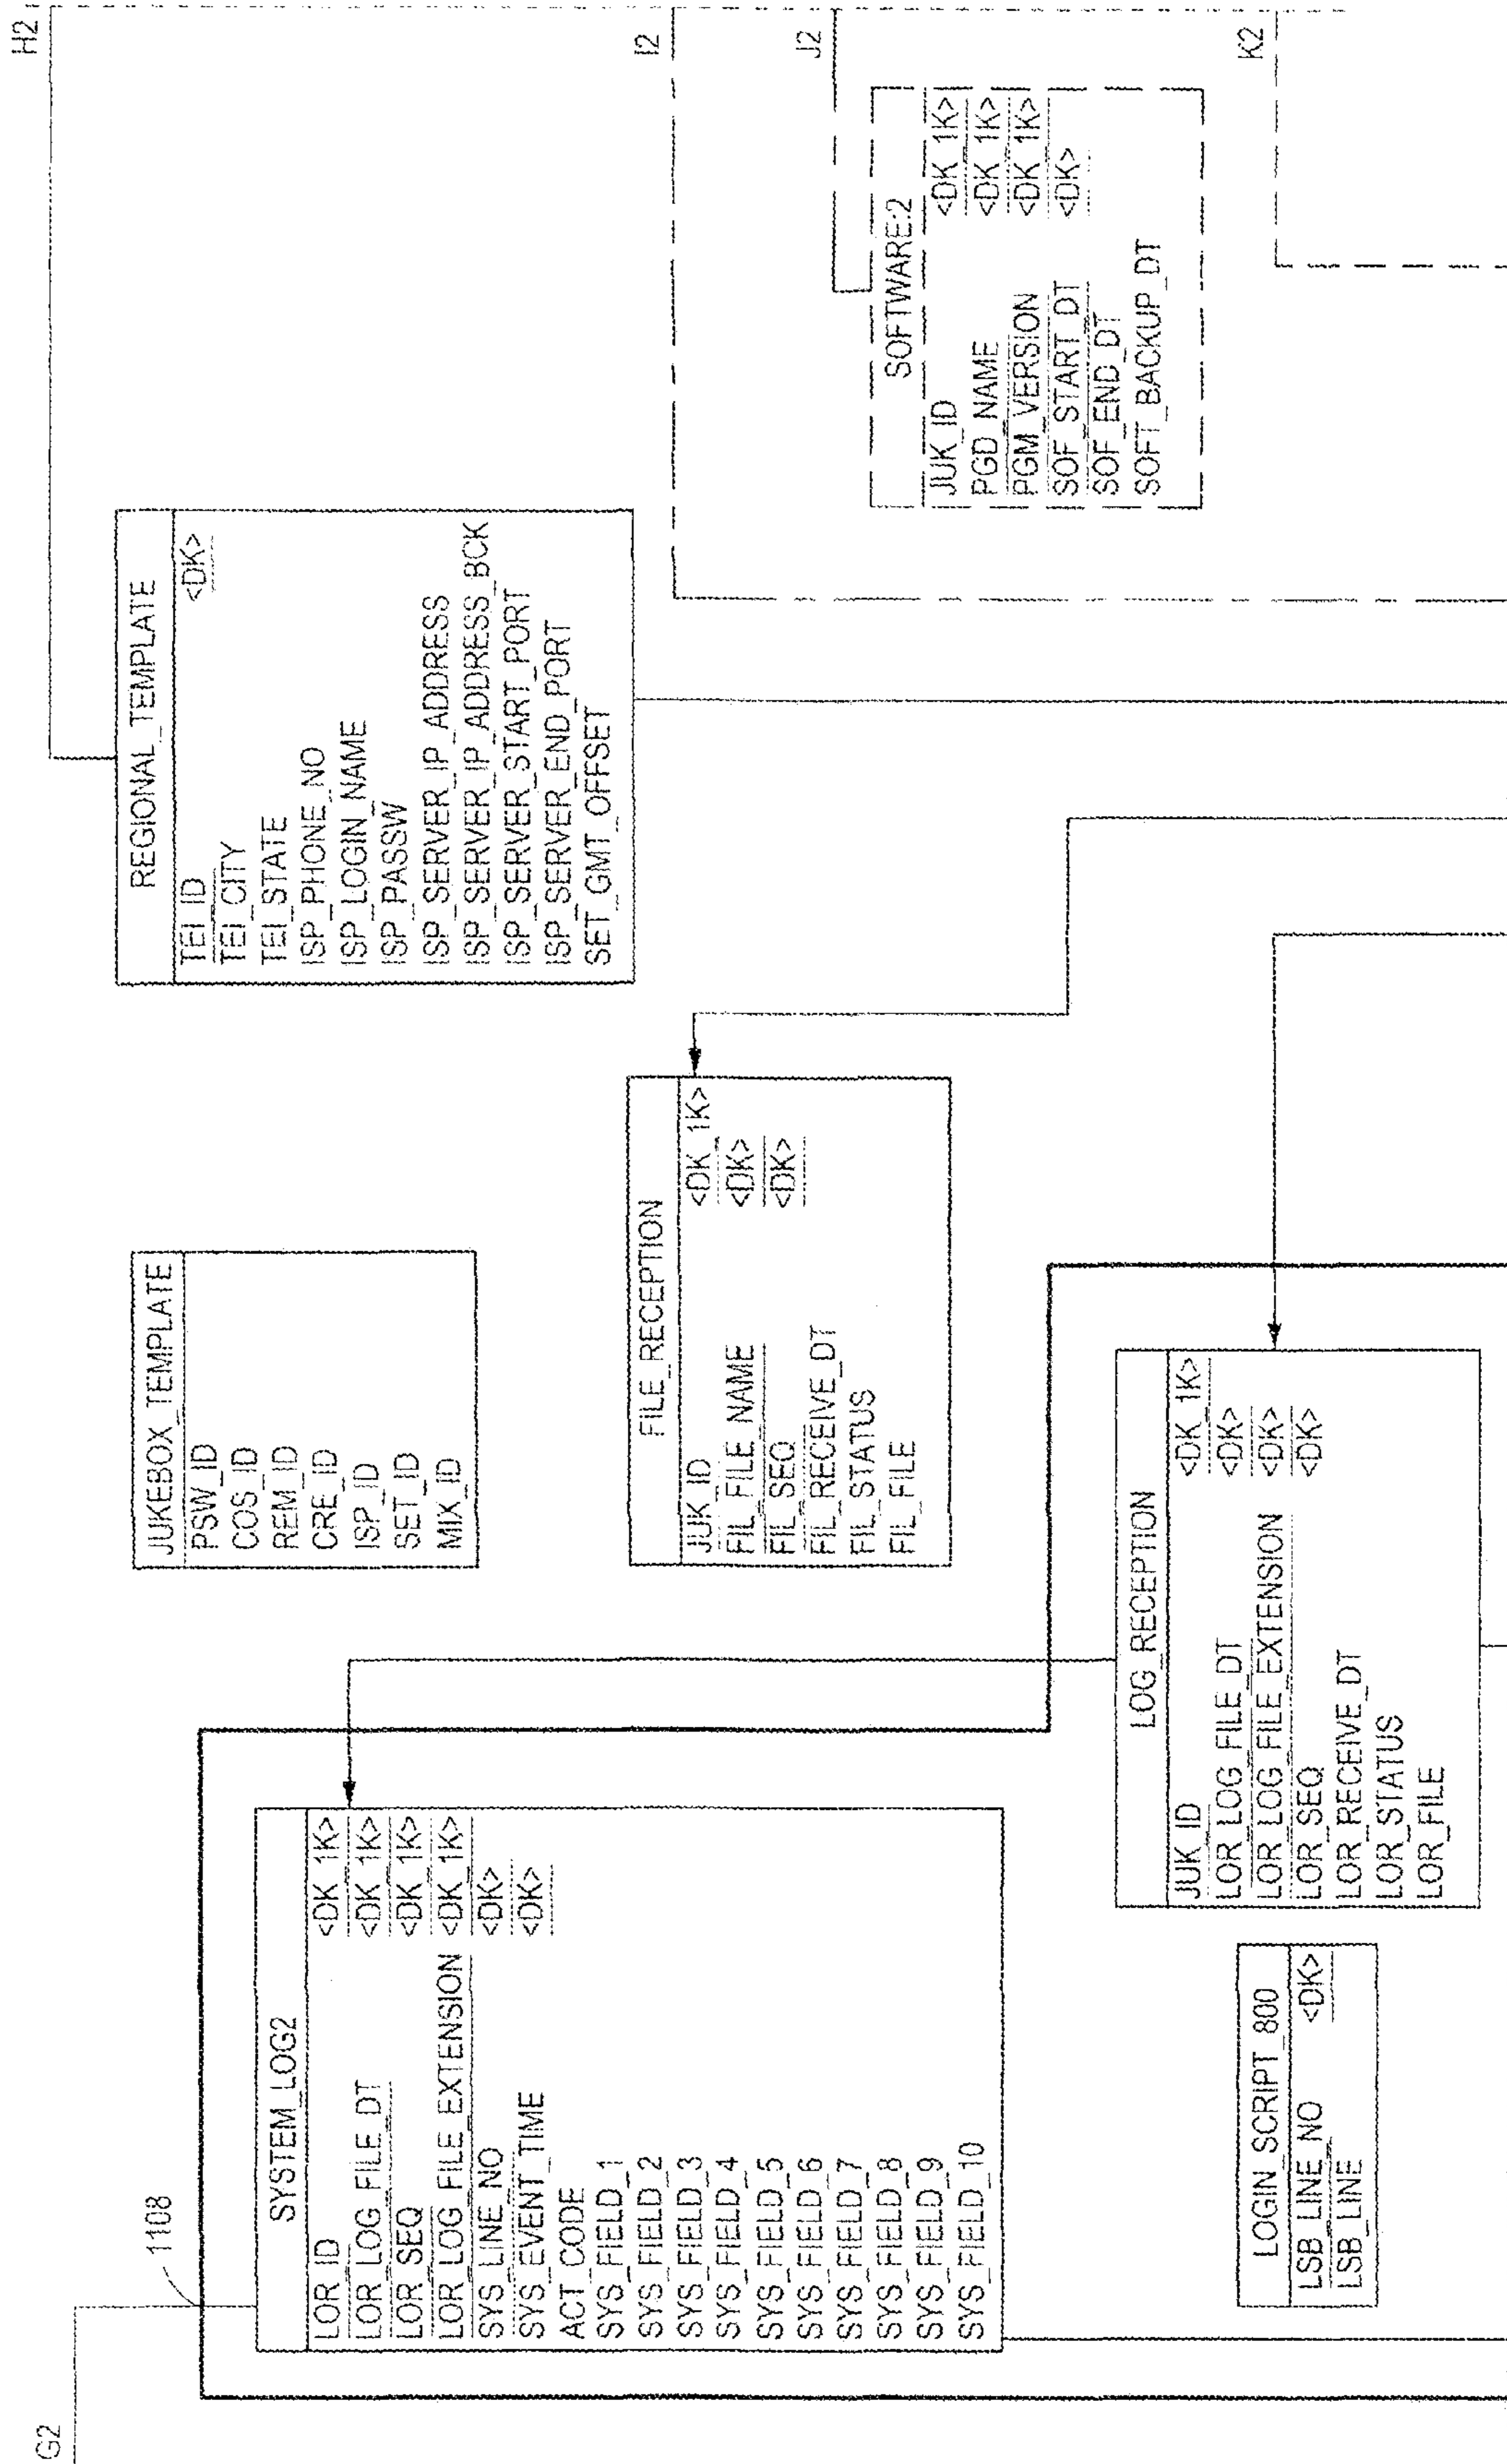 G2
1108
SYSTEM_LOG2
LOR_ID <DK_1K>
LOR_LOG_FILE_DT <DK_1K>
LOR_SEQ <DK_1K>
LOR_LOG_FILE_EXTENSION <DK_1K>
SYS_LINE_NO <DK>
SYS_EVENT_TIME <DK>
ACT_CODE
SYS_FIELD_1
SYS_FIELD_2
SYS_FIELD_3
SYS_FIELD_4
SYS_FIELD_5
SYS_FIELD_6
SYS_FIELD_7
SYS_FIELD_8
SYS_FIELD_9
SYS_FIELD_10
LOGIN_SCRIPT_800
LSB_LINE_NO <DK>
LSB_LINE
JUKEBOX_TEMPLATE
PSW_ID
COS_ID
REM_ID
CRE_ID
ISP_ID
SET_ID
MIX_ID
FILE_RECEPTION
JUK_ID <DK_1K>
FIL_FILE_NAME <DK>
FIL_SEQ <DK>
FIL_RECEIVE_DT
FIL_STATUS
FIL_FILE
LOG_RECEPTION
JUK_ID <DK_1K>
LOR_LOG_FILE_DT <DK>
LOR_LOG_FILE_EXTENSION <DK>
LOR_SEQ <DK>
LOR_RECEIVE_DT
LOR_STATUS
LOR_FILE
REGIONAL_TEMPLATE
TEI_ID <DK>
TEI_CITY
TEI_STATE
ISP_PHONE_NO
ISP_LOGIN_NAME
ISP_PASSW
ISP_SERVER_IP_ADDRESS
ISP_SERVER_IP_ADDRESS_BCK
ISP_SERVER_START_PORT
ISP_SERVER_END_PORT
SET_GMT_OFFSET
SOFTWARE:2
JUK_ID <DK_1K>
PGD_NAME <DK_1K>
PGM_VERSION <DK_1K>
SOF_START_DT <DK>
SOF_END_DT
SOFT_BACKUP_DT
H2
I2
J2
K2